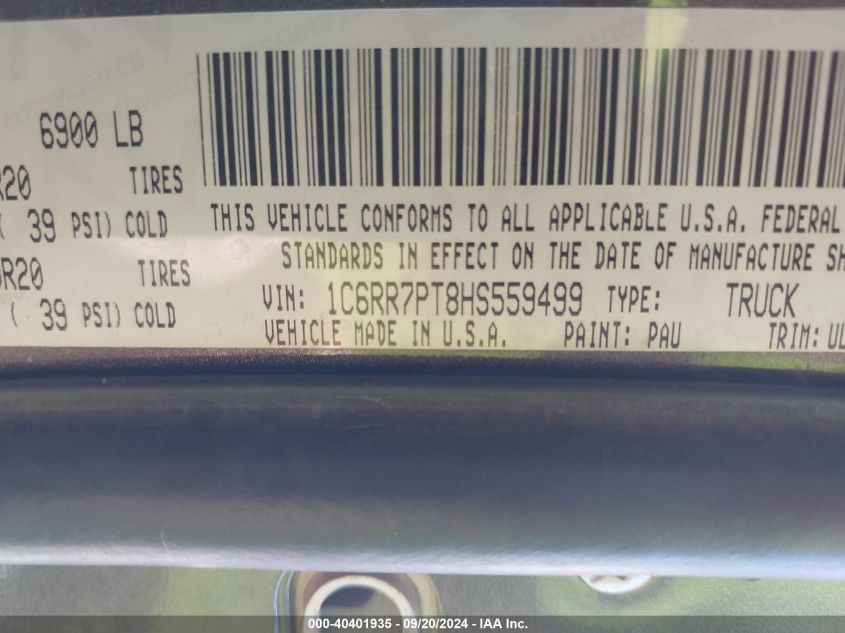 6900 LB
R20 TIRES
( 39 PSI) COLD
R20 TIRES
( 39 PSI) COLD
THIS VEHICLE CONFORMS TO ALL APPLICABLE U.S.A. FEDERAL
STANDARDS IN EFFECT ON THE DATE OF MANUFACTURE SH
VIN: 1C6RR7PT8HS559499 TYPE: TRUCK
VEHICLE MADE IN U.S.A. PAINT: PAU TRIM: UL
000-40401935 - 09/20/2024 - IAA Inc.